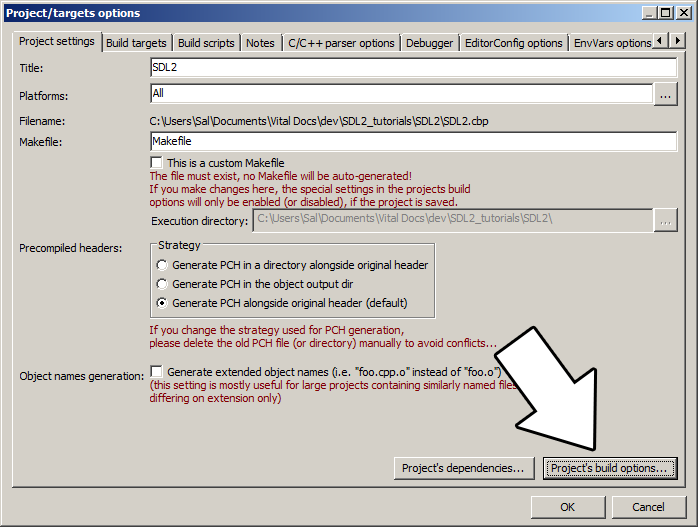 Project/targets options
Project settings
Build targets
Build scripts
Notes
C/C++ parser options
Debugger
EditorConfig options
EnvVars options
Title:
SDL2
Platforms:
All
...
Filename:
C:\Users\Sal\Documents\Vital Docs\dev\SDL2_tutorials\SDL2\SDL2.cbp
Makefile:
Makefile
This is a custom Makefile
The file must exist, no Makefile will be auto-generated!
If you make changes here, the special settings in the projects build
options will only be enabled (or disabled), if the project is saved.
Execution directory:
C:\Users\Sal\Documents\Vital Docs\dev\SDL2_tutorials\SDL2\
...
Precompiled headers:
Strategy
Generate PCH in a directory alongside original header
Generate PCH in the object output dir
Generate PCH alongside original header (default)
If you change the strategy used for PCH generation,
please delete the old PCH file (or directory) manually to avoid conflicts...
Object names generation:
Generate extended object names (i.e. "foo.cpp.o" instead of "foo.o")
(this setting is mostly useful for large projects containing similarly named files
differing on extension only)
Project's dependencies...
Project's build options...
OK
Cancel